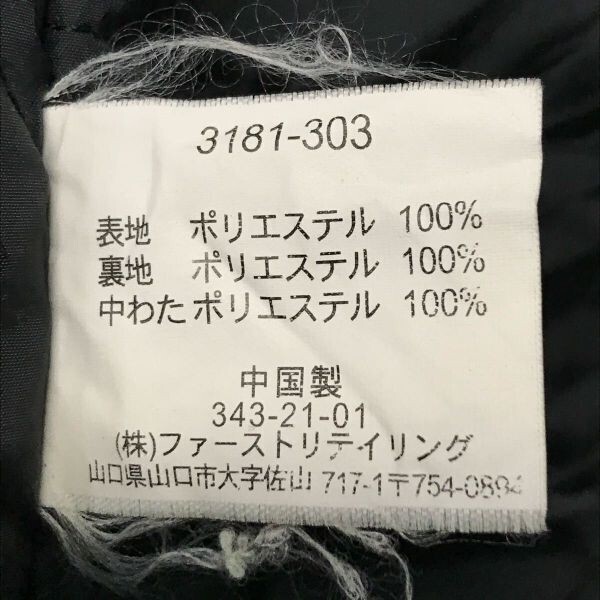 3181-303
表地 ポリエステル 100%
裏地 ポリエステル 100%
中わた ポリエステル 100%
中国製
343-21-01
(株)ファーストリテイリング
山口県山口市大字佐山 717-1〒754-0894